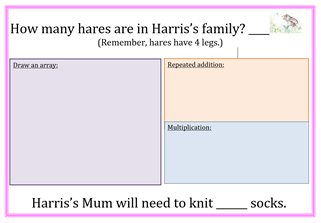 How many hares are in Harris's family? ____
(Remember, hares have 4 legs.)
Draw an array:
Repeated addition:
Multiplication:
Harris's Mum will need to knit ______ socks.